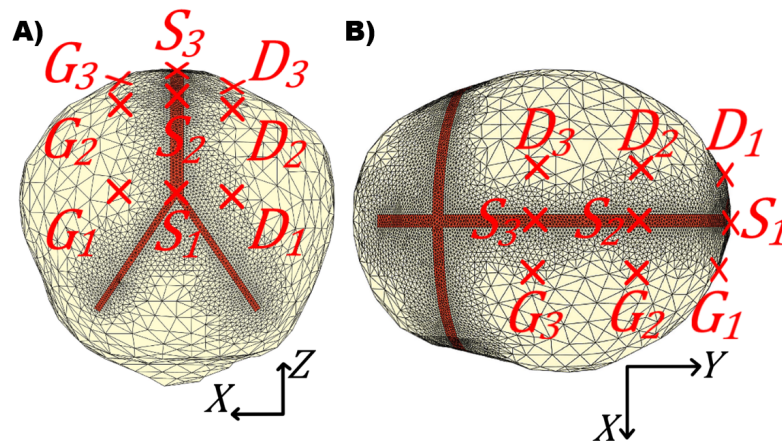 A)
S₃
G₃ D₃
G₂ S₂ D₂
G₁ S₁ D₁
Z
X
B)
D₃ D₂ D₁
S₃ S₂ S₁
G₃ G₂ G₁
Y
X